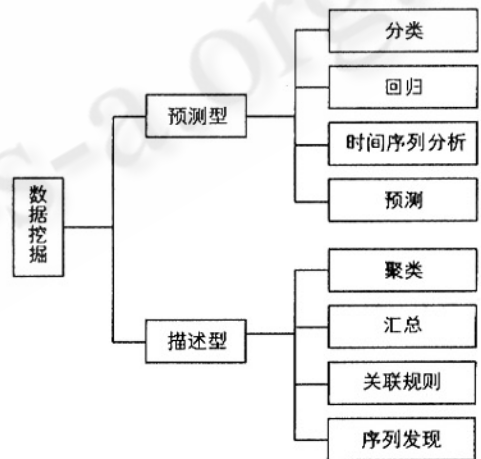 数据挖掘
预测型
分类
回归
时间序列分析
预测
描述型
聚类
汇总
关联规则
序列发现